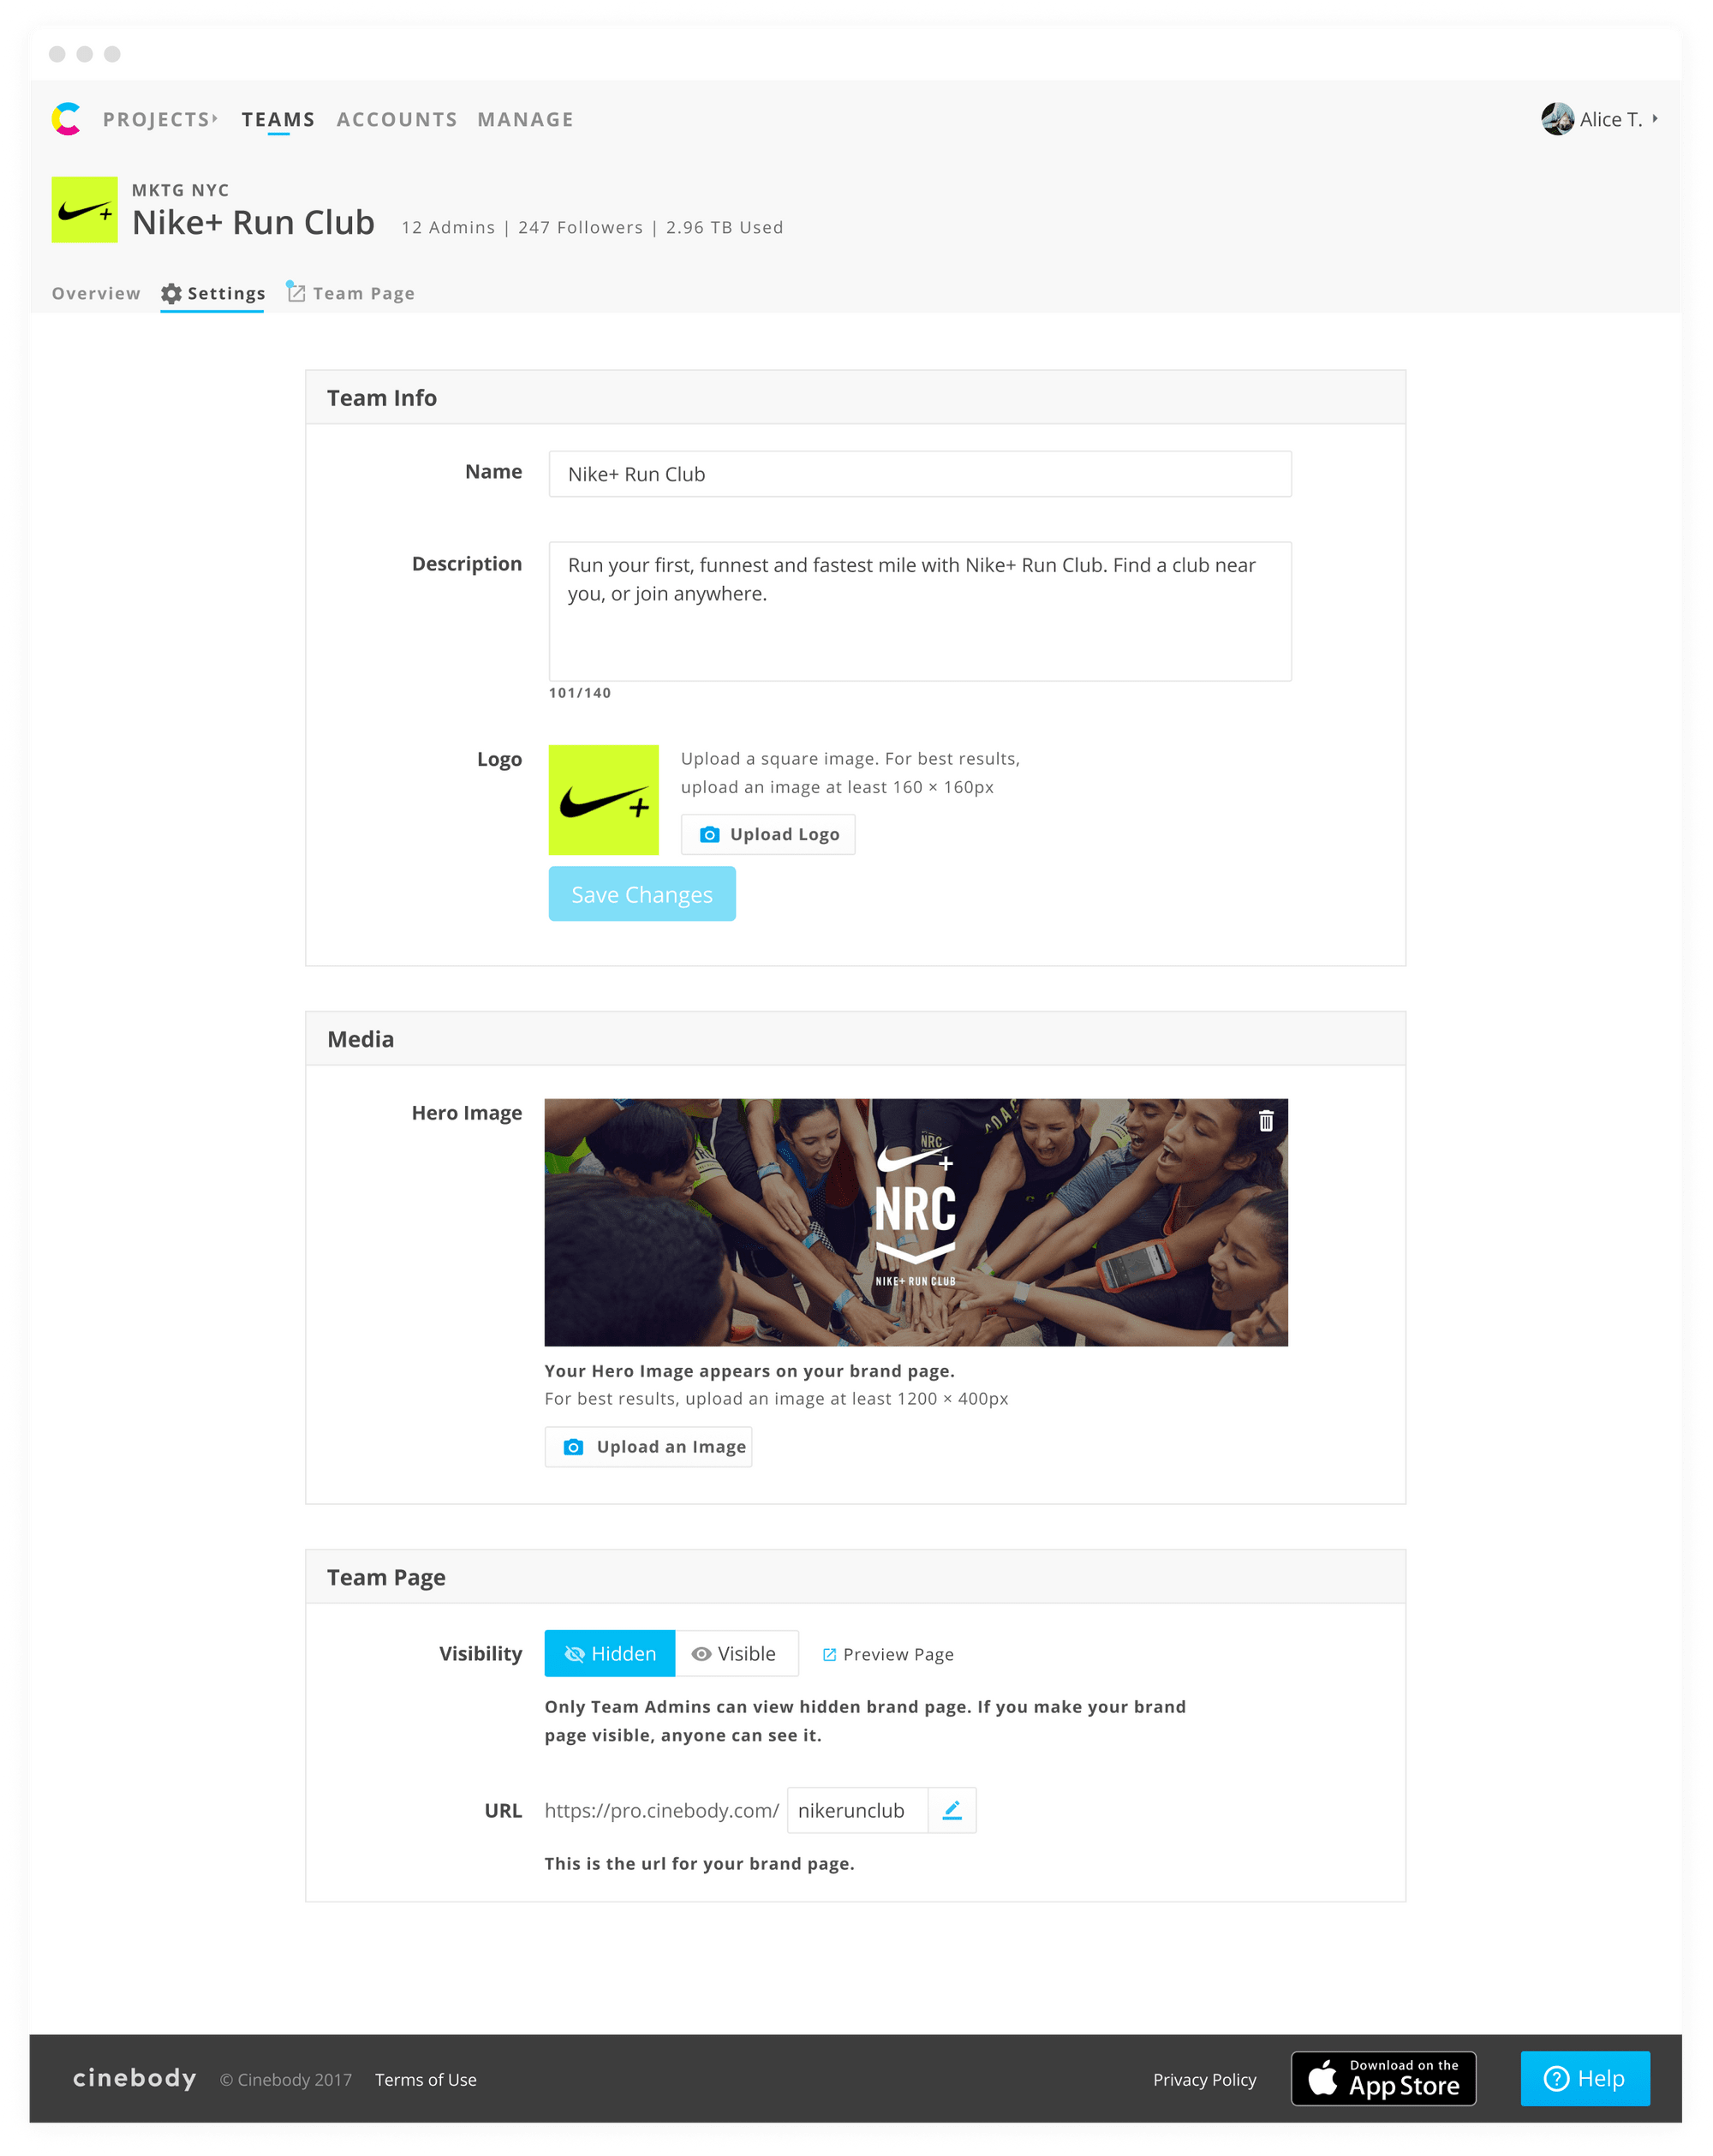 PROJECTS TEAMS ACCOUNTS MANAGE
Alice T.
MKTG NYC
Nike+ Run Club 12 Admins | 247 Followers | 2.96 TB Used
Overview Settings Team Page
Team Info
Name Nike+ Run Club
Description Run your first, funnest and fastest mile with Nike+ Run Club. Find a club near
you, or join anywhere.
101/140
Logo Upload a square image. For best results,
upload an image at least 160 × 160px
Upload Logo
Save Changes
Media
Hero Image
COACH
NRC
NRC
NIKE+ RUN CLUB
Your Hero Image appears on your brand page.
For best results, upload an image at least 1200 × 400px
Upload an Image
Team Page
Visibility Hidden Visible Preview Page
Only Team Admins can view hidden brand page. If you make your brand
page visible, anyone can see it.
URL https://pro.cinebody.com/ nikerunclub
This is the url for your brand page.
cinebody © Cinebody 2017 Terms of Use Privacy Policy
Download on the
App Store
Help